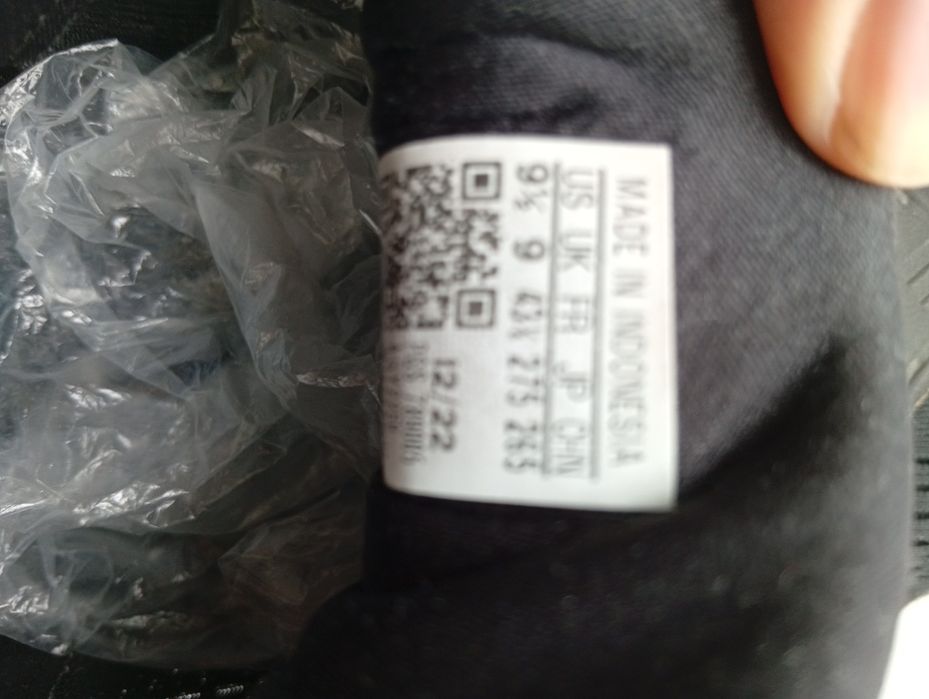 MADE IN INDONESIA
US UK FR JP CHN
9½ 9 43⅓ 275 265
12/22